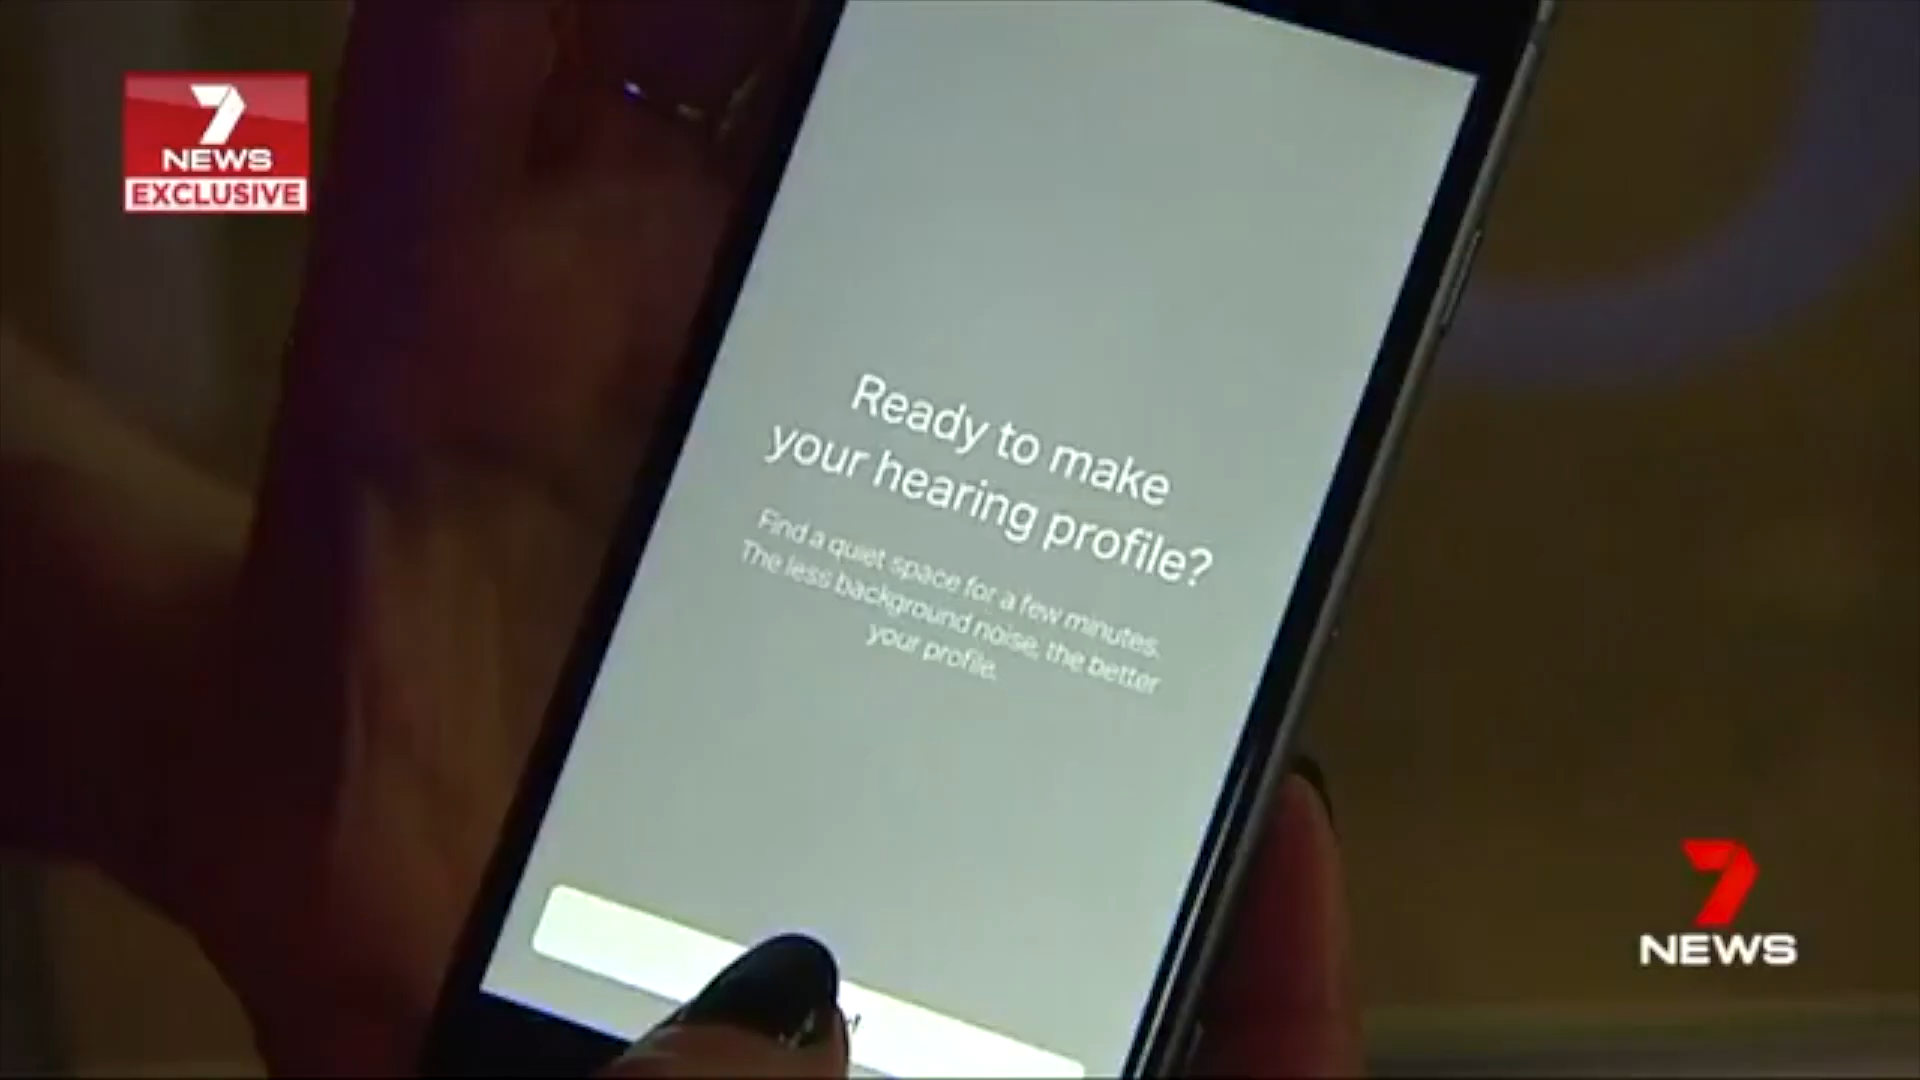 7
NEWS
EXCLUSIVE
Ready to make
your hearing profile?
Find a quiet space for a few minutes.
The less background noise, the better
your profile.
7
NEWS